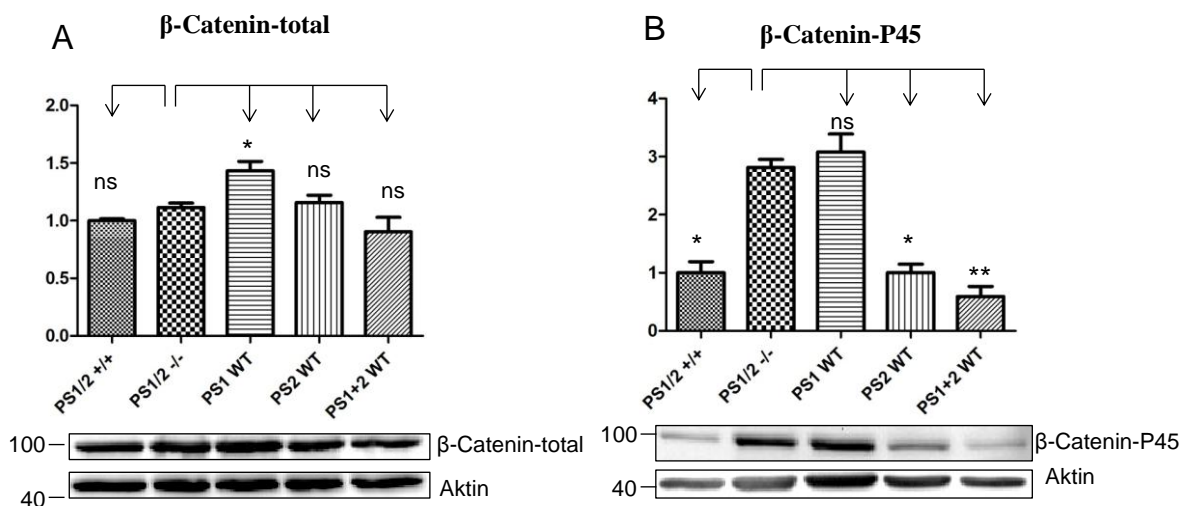 A
β-Catenin-total
2.0
1.5
1.0
0.5
0.0
ns
*
ns
ns
PS1/2 +/+
PS1/2 -/-
PS1 WT
PS2 WT
PS1+2 WT
100
β-Catenin-total
40
Aktin
B
β-Catenin-P45
4
3
2
1
0
*
ns
*
**
PS1/2 +/+
PS1/2 -/-
PS1 WT
PS2 WT
PS1+2 WT
100
β-Catenin-P45
40
Aktin